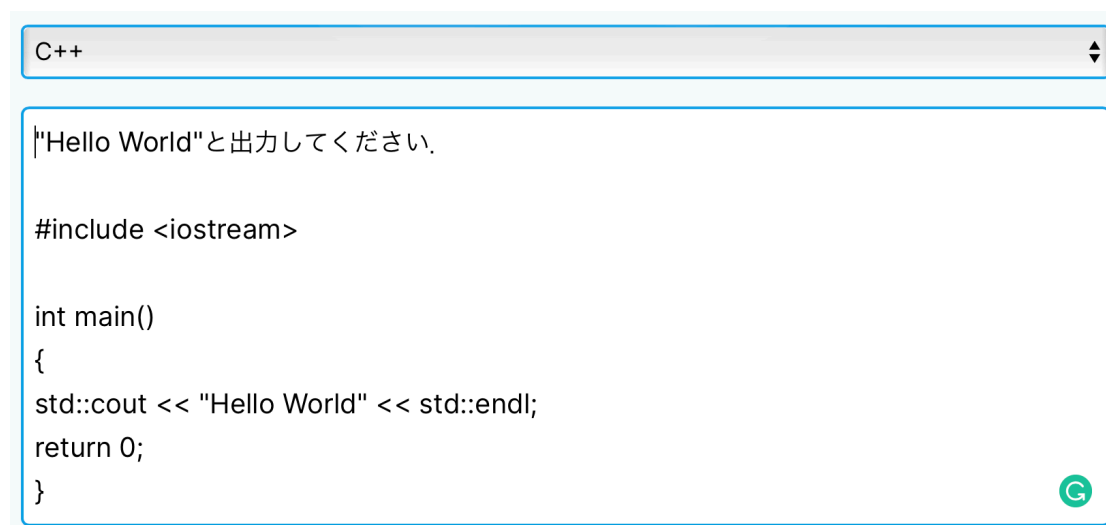 C++
"Hello World"と出力してください.
#include <iostream>
int main()
{
std::cout << "Hello World" << std::endl;
return 0;
}